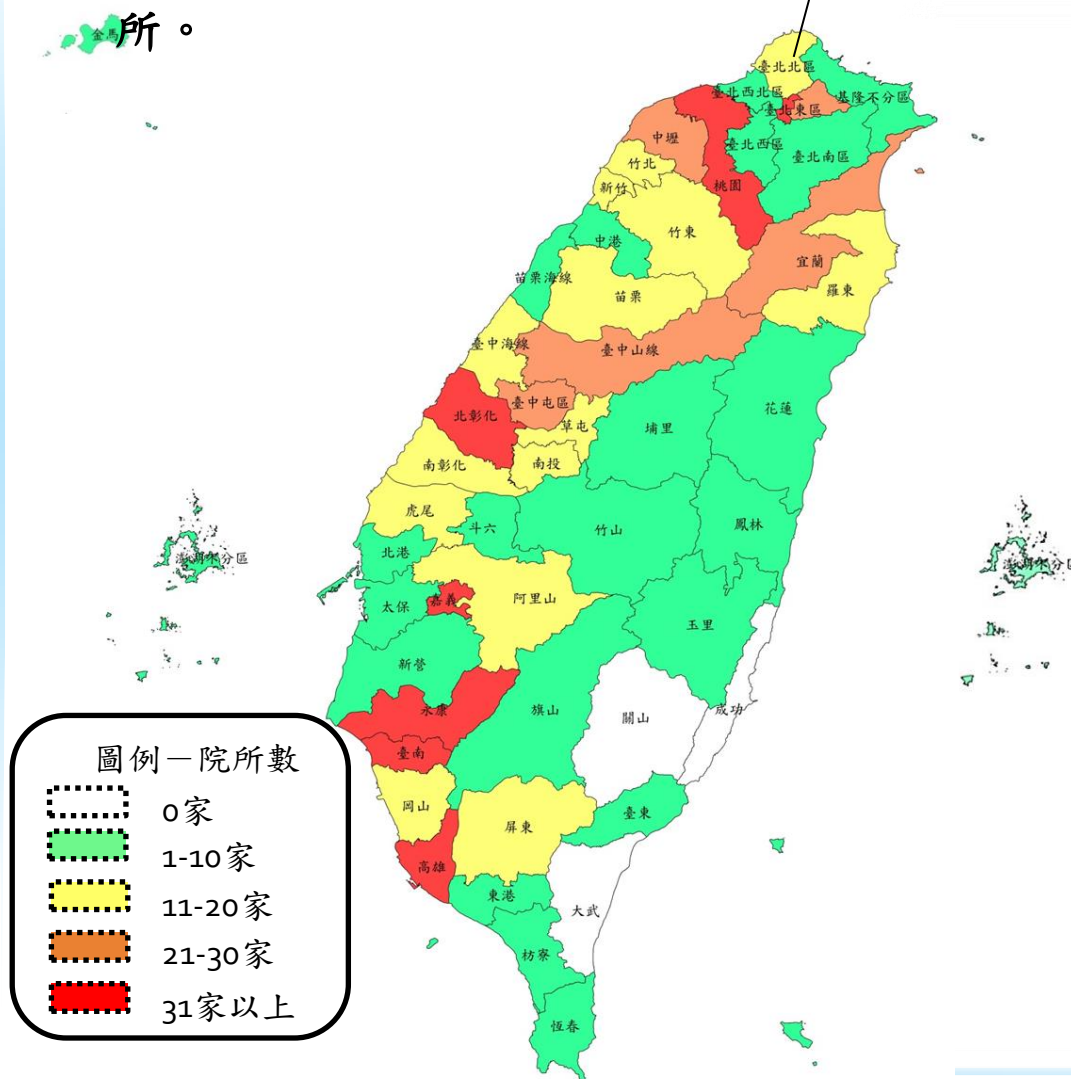 所。
金馬
臺北北區
臺北西北區
基隆不分區
臺北東區
中壢
臺北西區
臺北南區
竹北
桃園
新竹
竹東
中港
宜蘭
苗栗海線
苗栗
羅東
臺中海線
臺中山線
臺中屯區
花蓮
北彰化
草屯
埔里
南彰化
南投
虎尾
斗六
竹山
鳳林
北港
澎湖不分區
澎湖不分區
嘉義
阿里山
太保
玉里
新營
永康
旗山
關山
成功
臺南
岡山
屏東
臺東
高雄
東港
大武
枋寮
恆春
圖例－院所數
0家
1-10家
11-20家
21-30家
31家以上